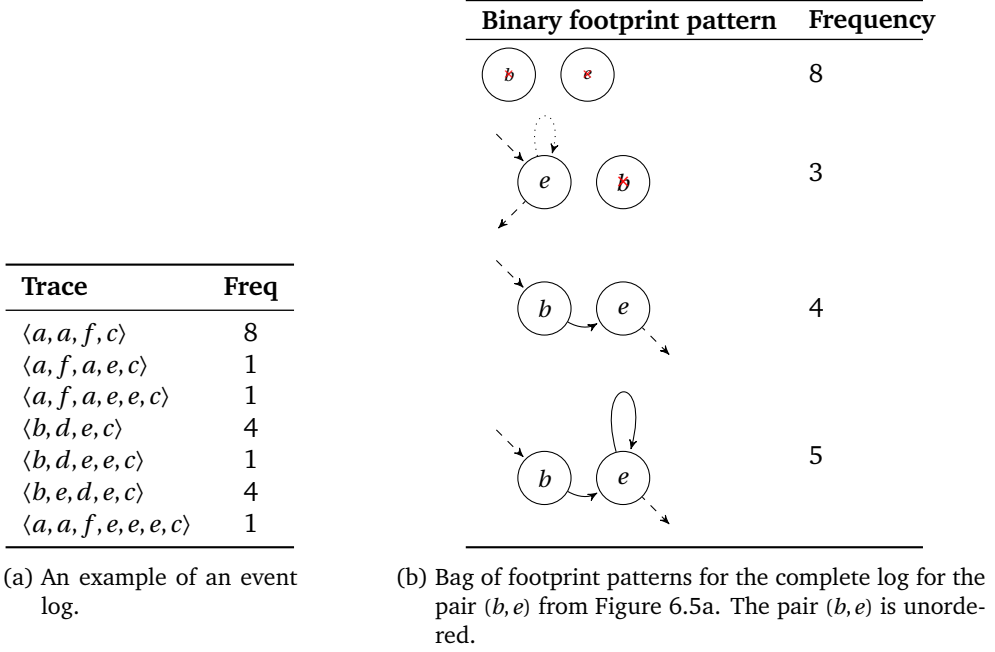 Binary footprint pattern Frequency
b e 8
e b 3
b e 4
b e 5
Trace Freq
⟨a, a, f, c⟩ 8
⟨a, f, a, e, c⟩ 1
⟨a, f, a, e, e, c⟩ 1
⟨b, d, e, c⟩ 4
⟨b, d, e, e, c⟩ 1
⟨b, e, d, e, c⟩ 4
⟨a, a, f, e, e, e, c⟩ 1
(a) An example of an event
log.
(b) Bag of footprint patterns for the complete log for the
pair (b, e) from Figure 6.5a. The pair (b, e) is unorde-
red.